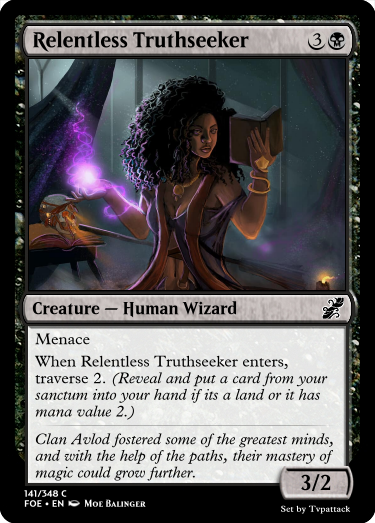 Relentless Truthseeker 3
Creature — Human Wizard
Menace
When Relentless Truthseeker enters,
traverse 2. (Reveal and put a card from your
sanctum into your hand if its a land or it has
mana value 2.)
Clan Avlod fostered some of the greatest minds,
and with the help of the paths, their mastery of
magic could grow further.
3/2
141/348 C
FOE • EN Moe Balinger
Set by Tvpattack